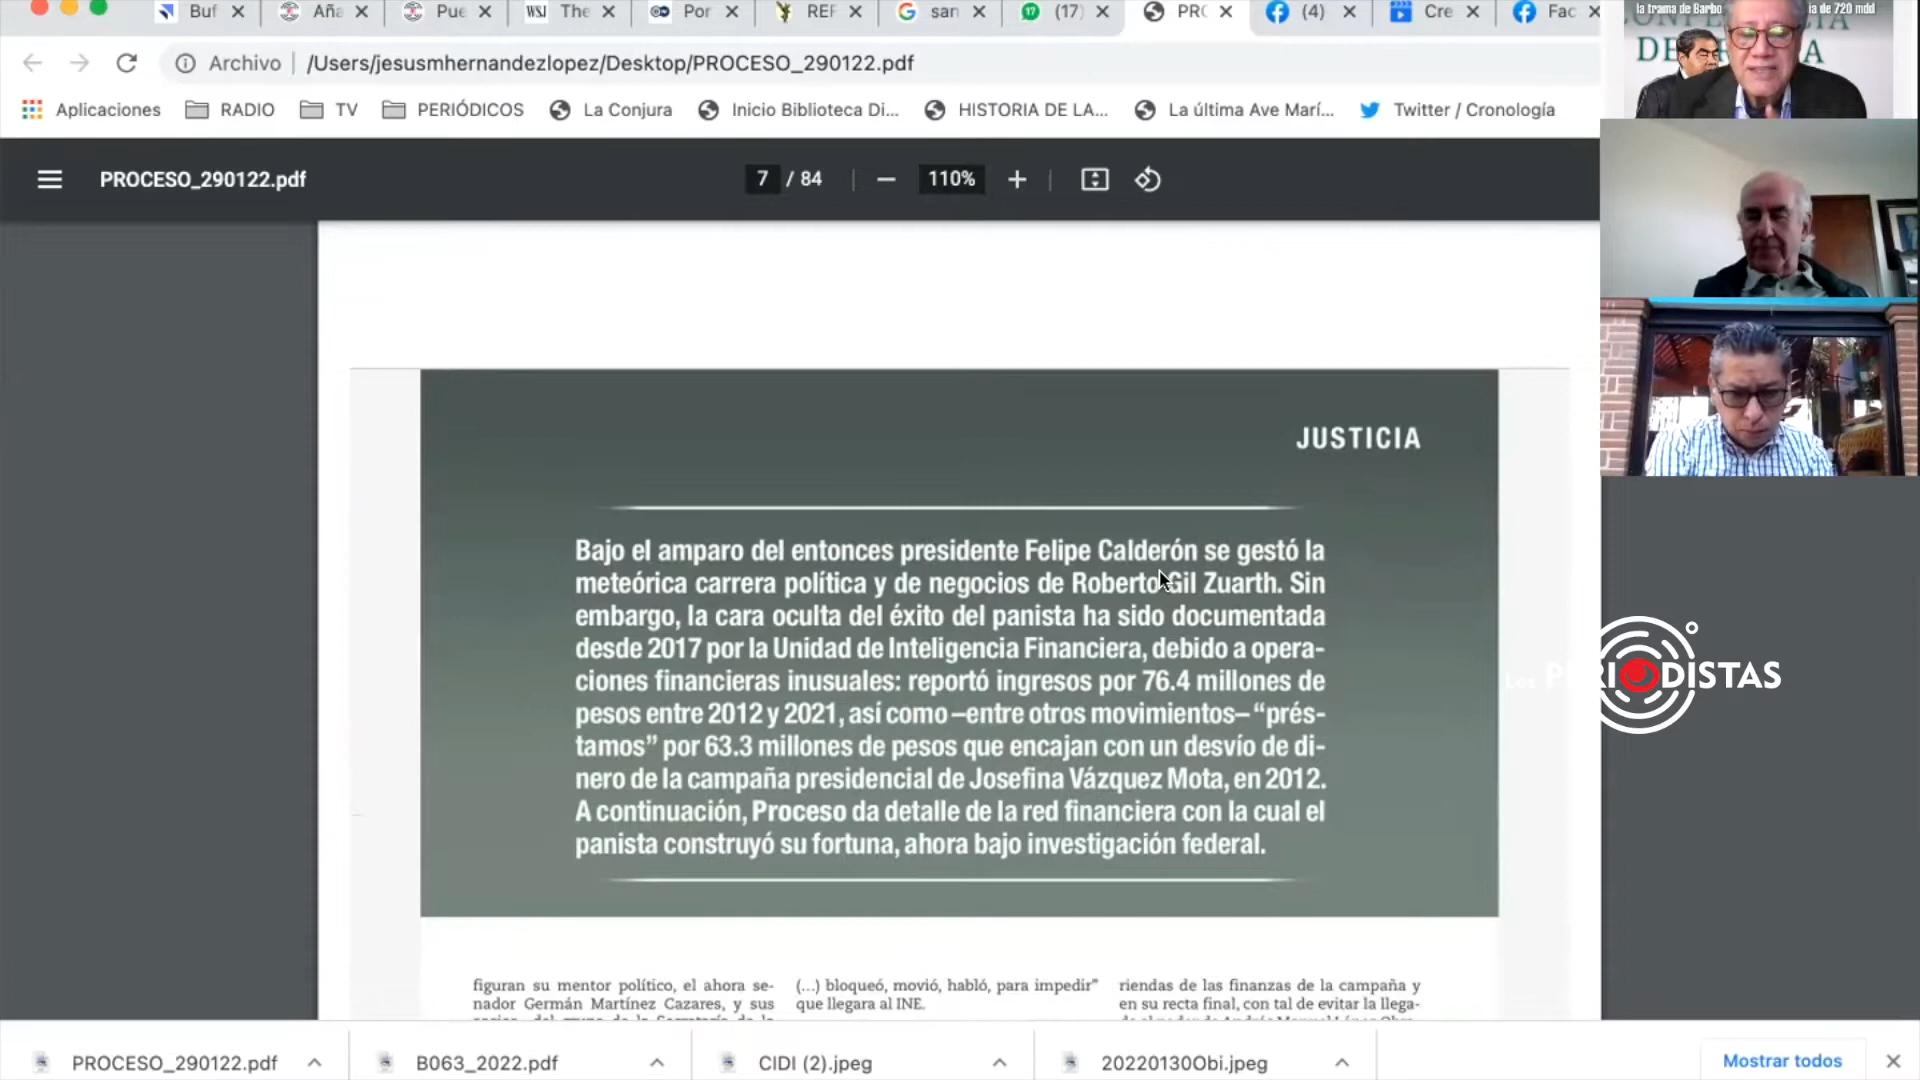 Buf
Aña
Pue
WSJ The
Por
REF
san
17 (17)
PRO
(4)
Cre
Fac
Archivo
/Users/jesusmhernandezlopez/Desktop/PROCESO_290122.pdf
Aplicaciones
RADIO
TV
PERIÓDICOS
La Conjura
Inicio Biblioteca Di...
HISTORIA DE LA...
La última Ave Marí...
Twitter / Cronología
PROCESO_290122.pdf
7 / 84
110%
la trama de Barbo
ia de 720 mdd
JUSTICIA
Bajo el amparo del entonces presidente Felipe Calderón se gestó la
meteórica carrera política y de negocios de Roberto Gil Zuarth. Sin
embargo, la cara oculta del éxito del panista ha sido documentada
desde 2017 por la Unidad de Inteligencia Financiera, debido a opera-
ciones financieras inusuales: reportó ingresos por 76.4 millones de
pesos entre 2012 y 2021, así como –entre otros movimientos– “prés-
tamos” por 63.3 millones de pesos que encajan con un desvío de di-
nero de la campaña presidencial de Josefina Vázquez Mota, en 2012.
A continuación, Proceso da detalle de la red financiera con la cual el
panista construyó su fortuna, ahora bajo investigación federal.
Los PERIODISTAS
figuran su mentor político, el ahora se-
nador Germán Martínez Cazares, y sus
(...) bloqueó, movió, habló, para impedir”
que llegara al INE.
riendas de las finanzas de la campaña y
en su recta final, con tal de evitar la llega-
PROCESO_290122.pdf
B063_2022.pdf
CIDI (2).jpeg
20220130Obi.jpeg
Mostrar todos